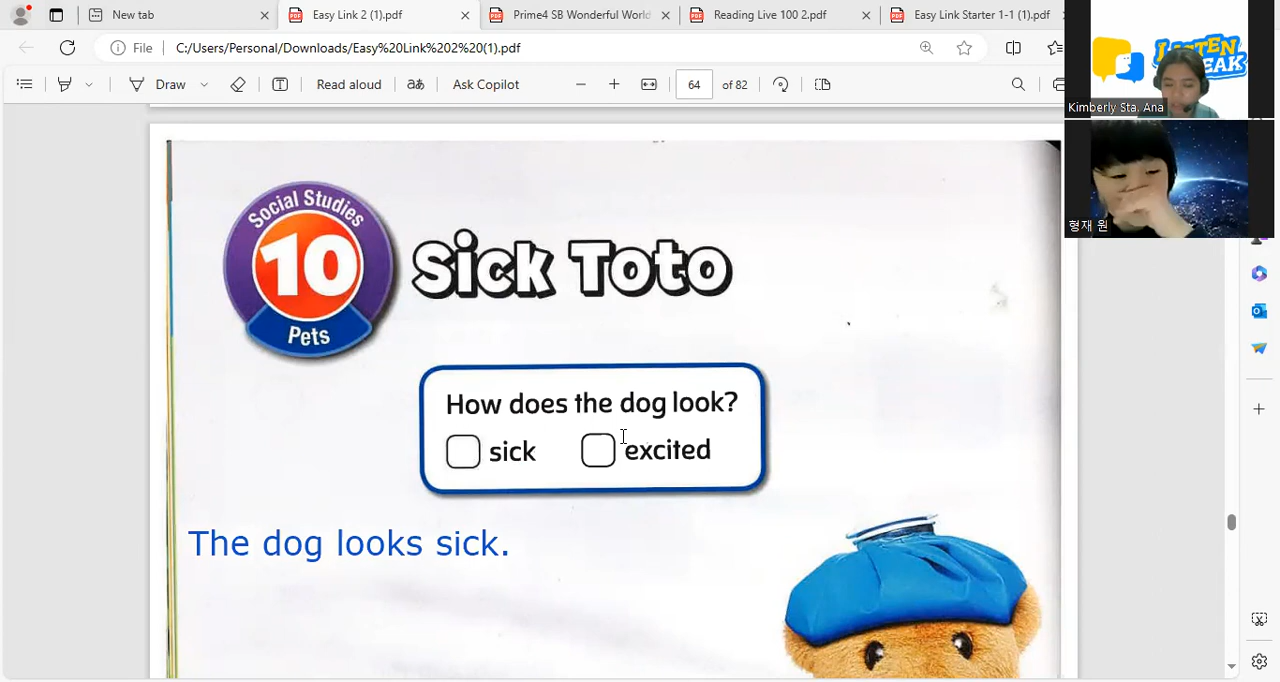 New tab
Easy Link 2 (1).pdf
Prime4 SB Wonderful World
Reading Live 100 2.pdf
Easy Link Starter 1-1 (1).pdf
File
C:/Users/Personal/Downloads/Easy%20Link%202%20(1).pdf
Draw
Read aloud
aあ
Ask Copilot
64
of 82
Kimberly Sta. Ana
형재 원
Social Studies
10
Pets
Sick Toto
How does the dog look?
sick
excited
The dog looks sick.